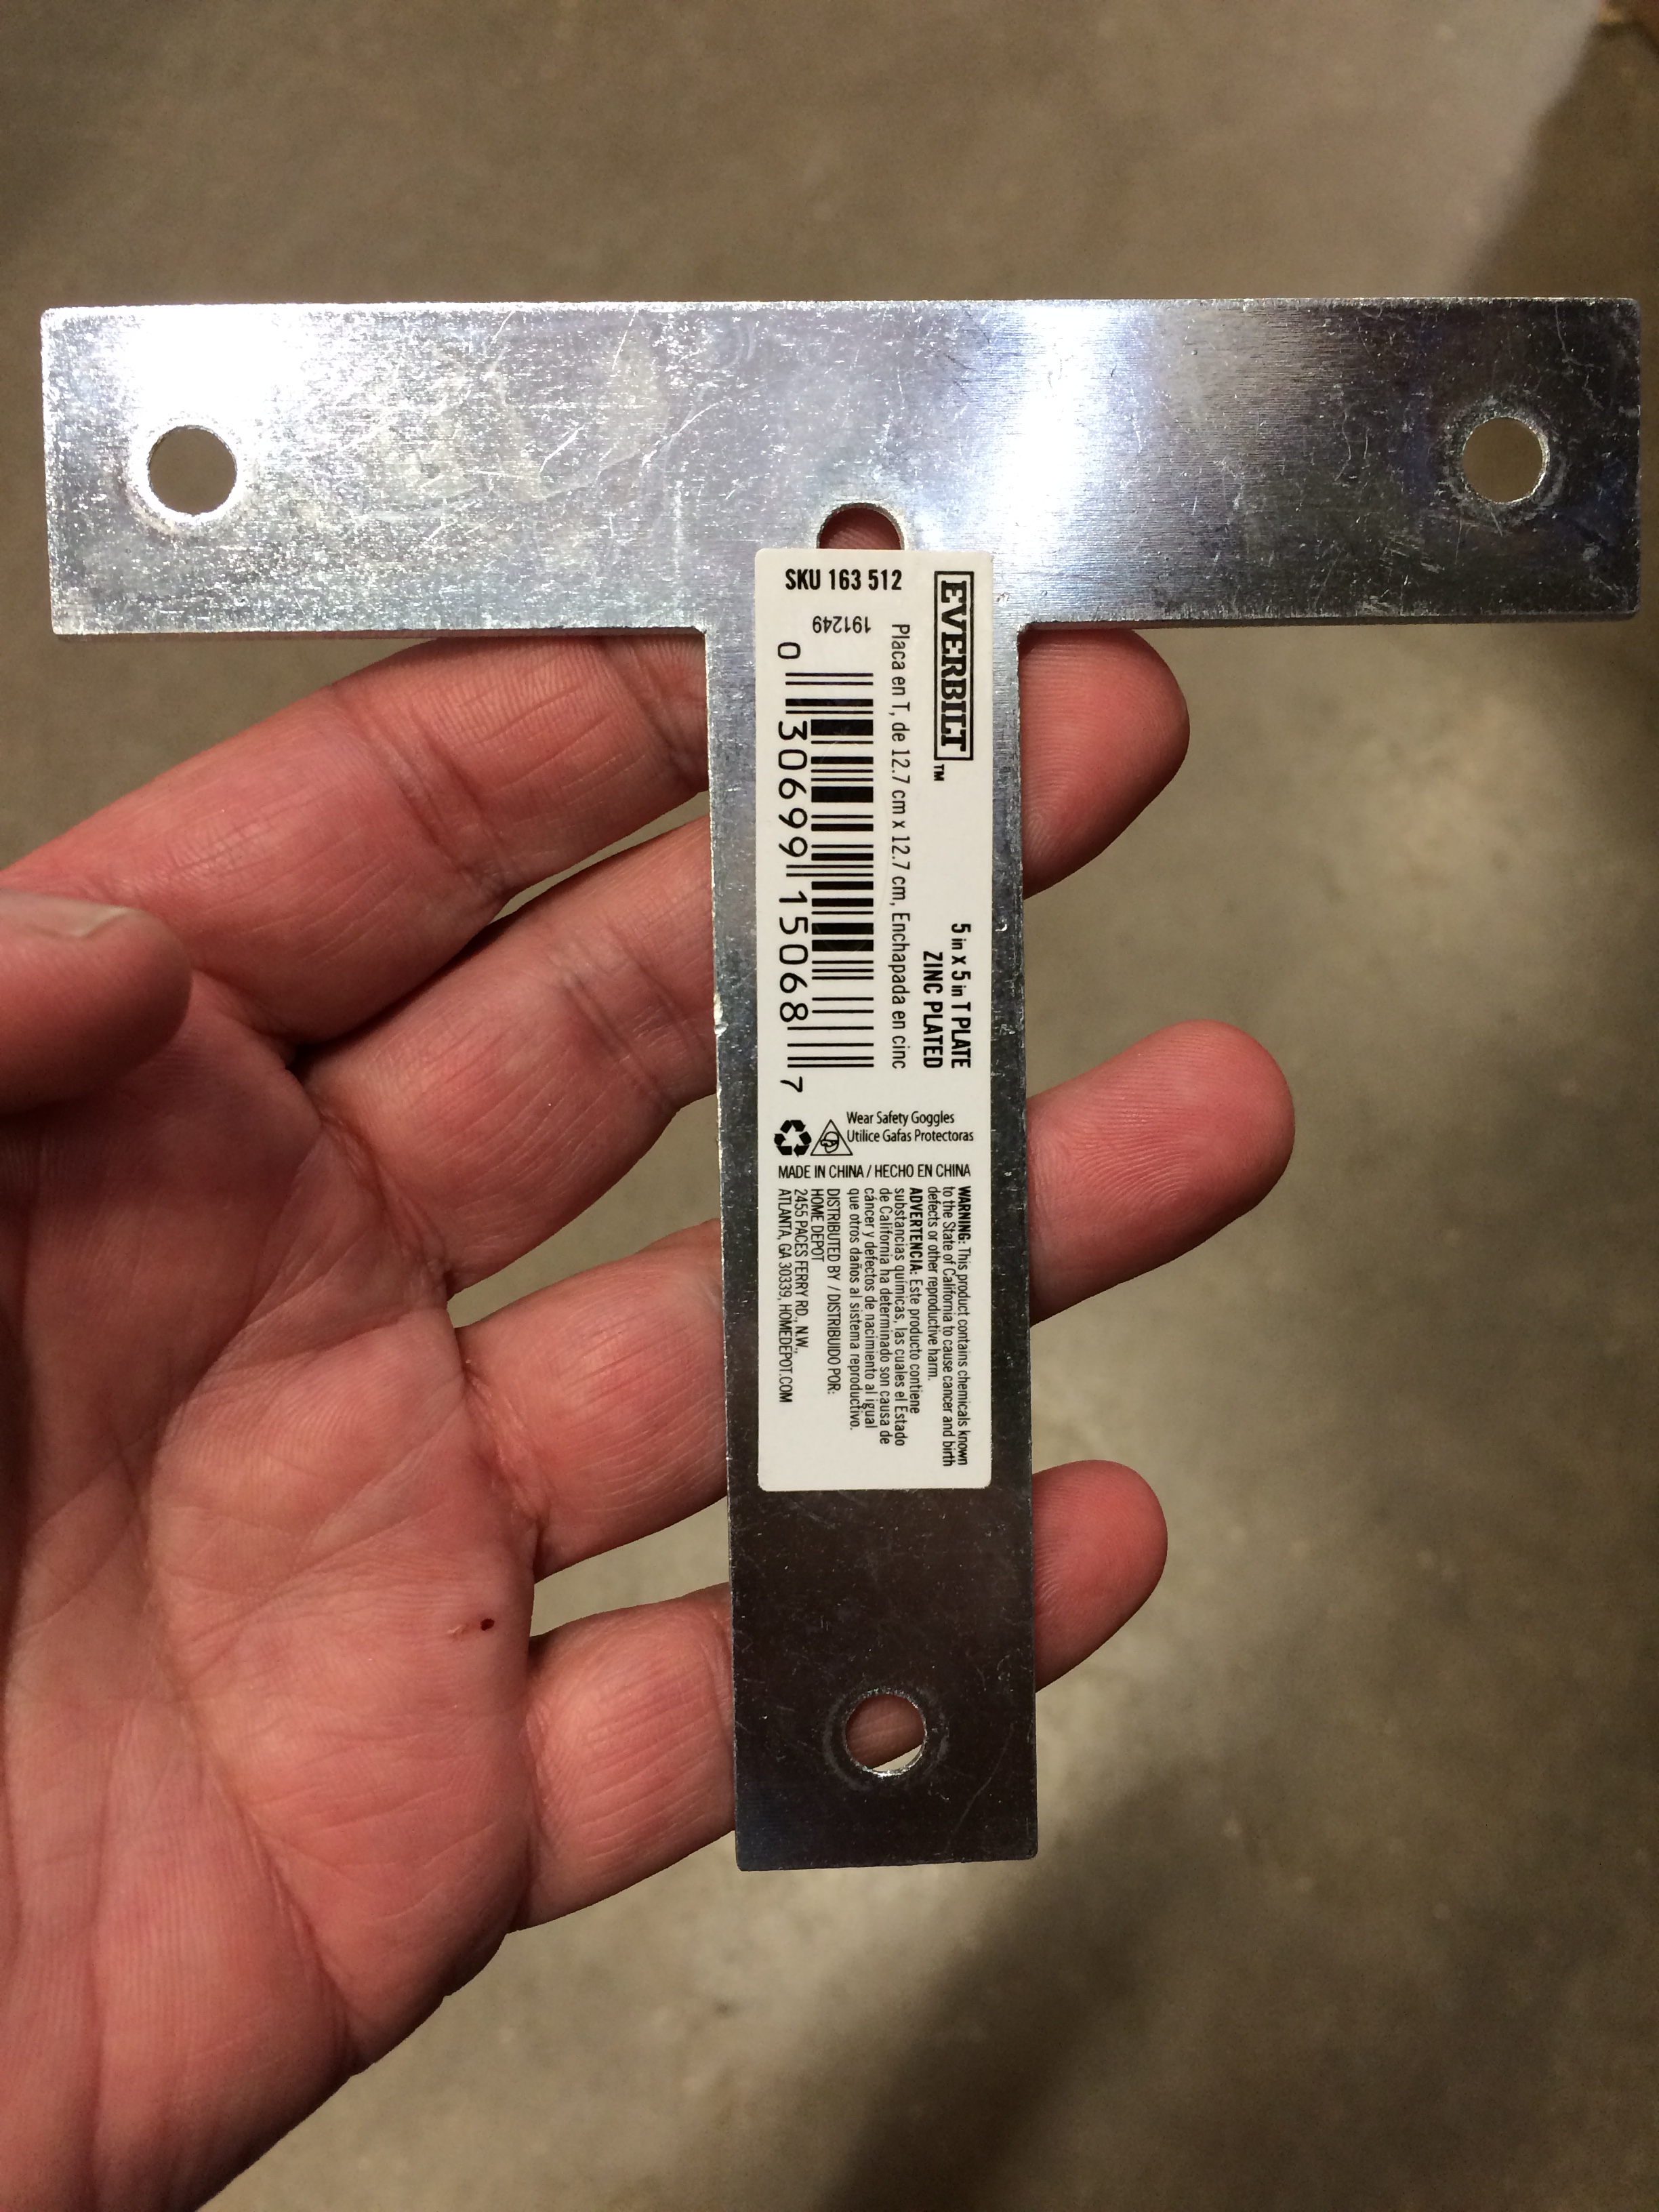 SKU 163 512
EVERBILT™
5 in x 5 in T PLATE
ZINC PLATED
Placa en T, de 12.7 cm x 12.7 cm, Enchapada en cinc
191249
0 30699 15068 7
Wear Safety Goggles
Utilice Gafas Protectoras
MADE IN CHINA / HECHO EN CHINA
WARNING: This product contains chemicals known
to the State of California to cause cancer and birth
defects or other reproductive harm.
ADVERTENCIA: Este producto contiene
substancias químicas, las cuales el Estado
de California ha determinado son causa de
cáncer y defectos de nacimiento al igual
que otros daños al sistema reproductivo.
DISTRIBUTED BY / DISTRIBUIDO POR:
HOME DEPOT
2455 PACES FERRY RD., N.W.,
ATLANTA, GA 30339, HOMEDEPOT.COM